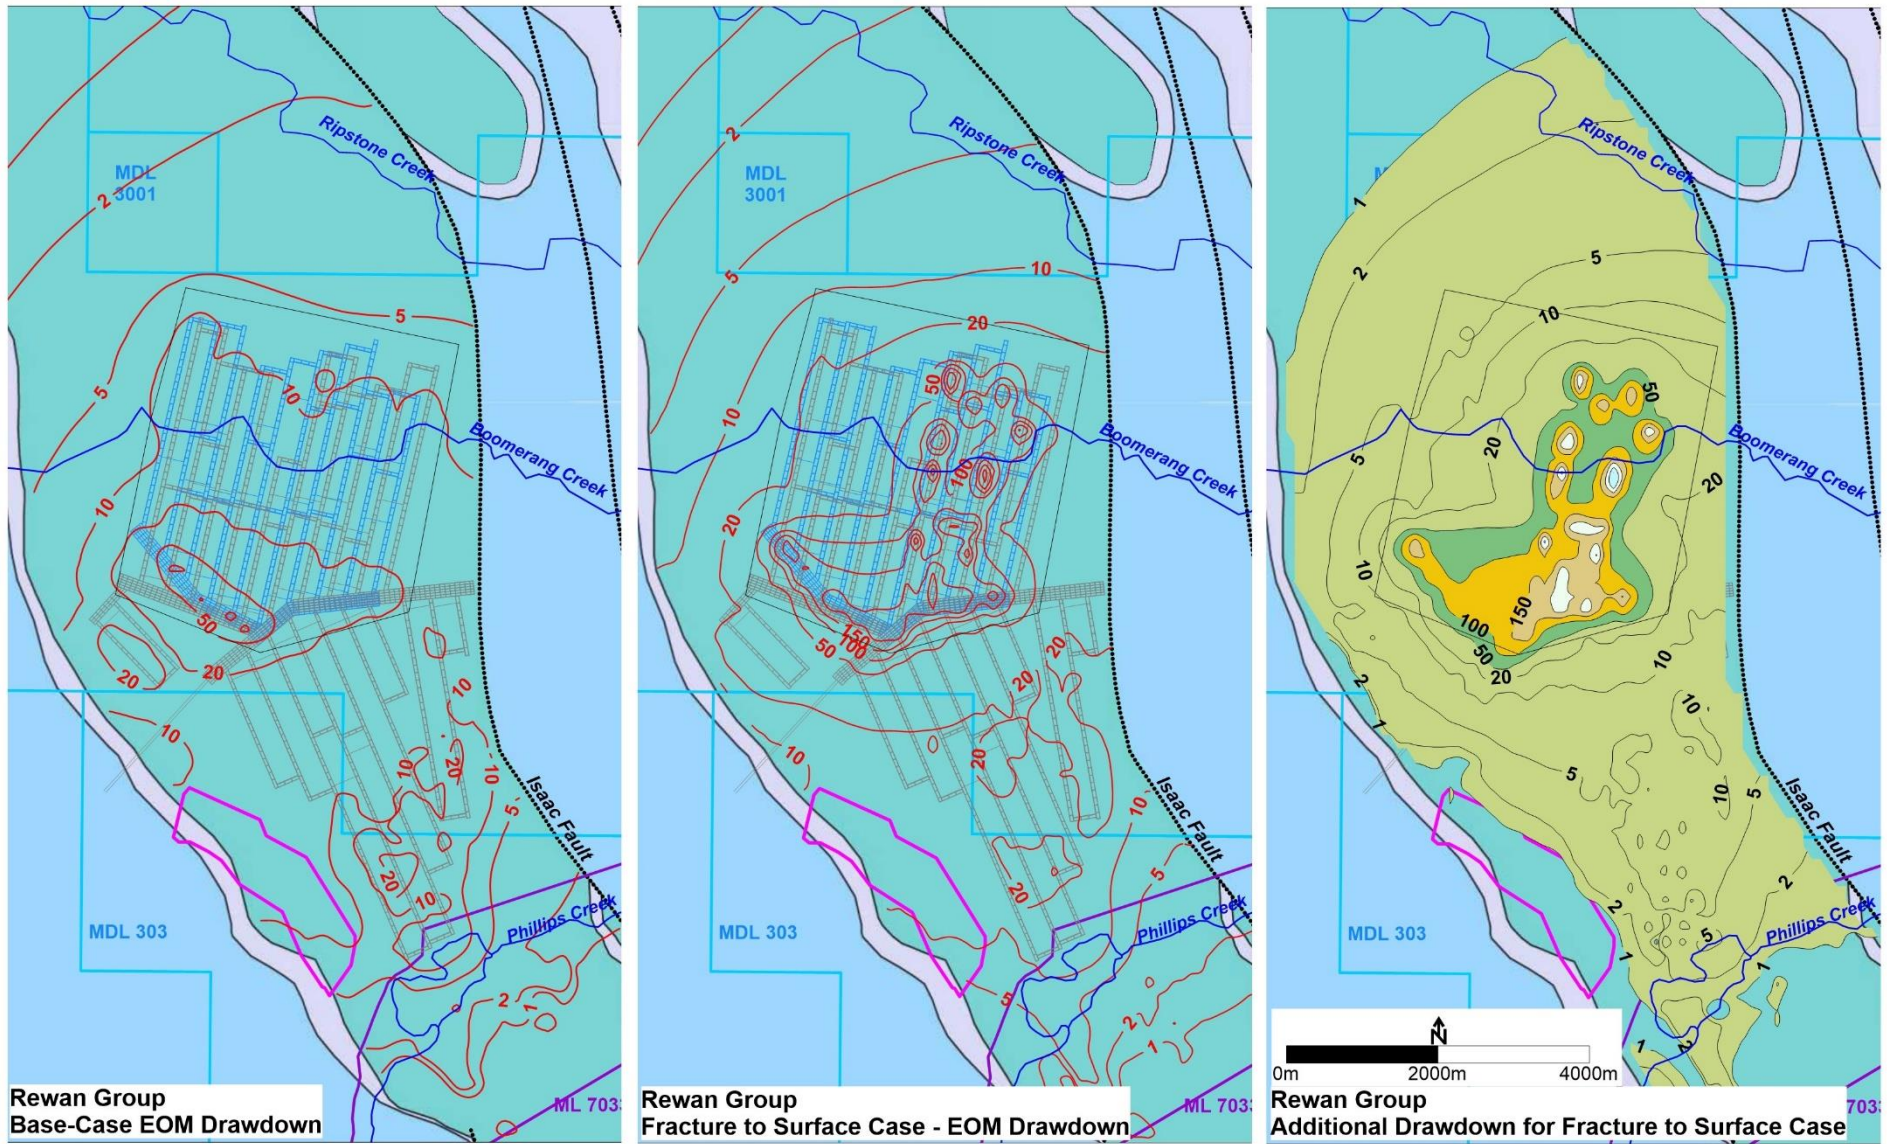 Ripstone Creek
MDL
3001
2
5
5
10
Boomerang Creek
10
50
20
20
10
10
10
20
10
5
Isaac Fault
20
10
MDL 303
Phillips Creek
2
1
ML 703
Rewan Group
Base-Case EOM Drawdown
2
Ripstone Creek
MDL
3001
5
10
20
10
50
Boomerang Creek
100
20
150
100
50
20
20
10
20
10
Isaac Fault
5
20
MDL 303
Phillips Creek
5
2
1
ML 703
Rewan Group
Fracture to Surface Case - EOM Drawdown
Ripstone Creek
M
1
2
5
10
50
Boomerang Creek
20
5
20
10
150
100
50
20
10
2
10
1
5
10
5
Isaac Fault
2
2
MDL 303
5
Phillips Creek
1
1
1
2
N
0m 2000m 4000m
703
Rewan Group
Additional Drawdown for Fracture to Surface Case